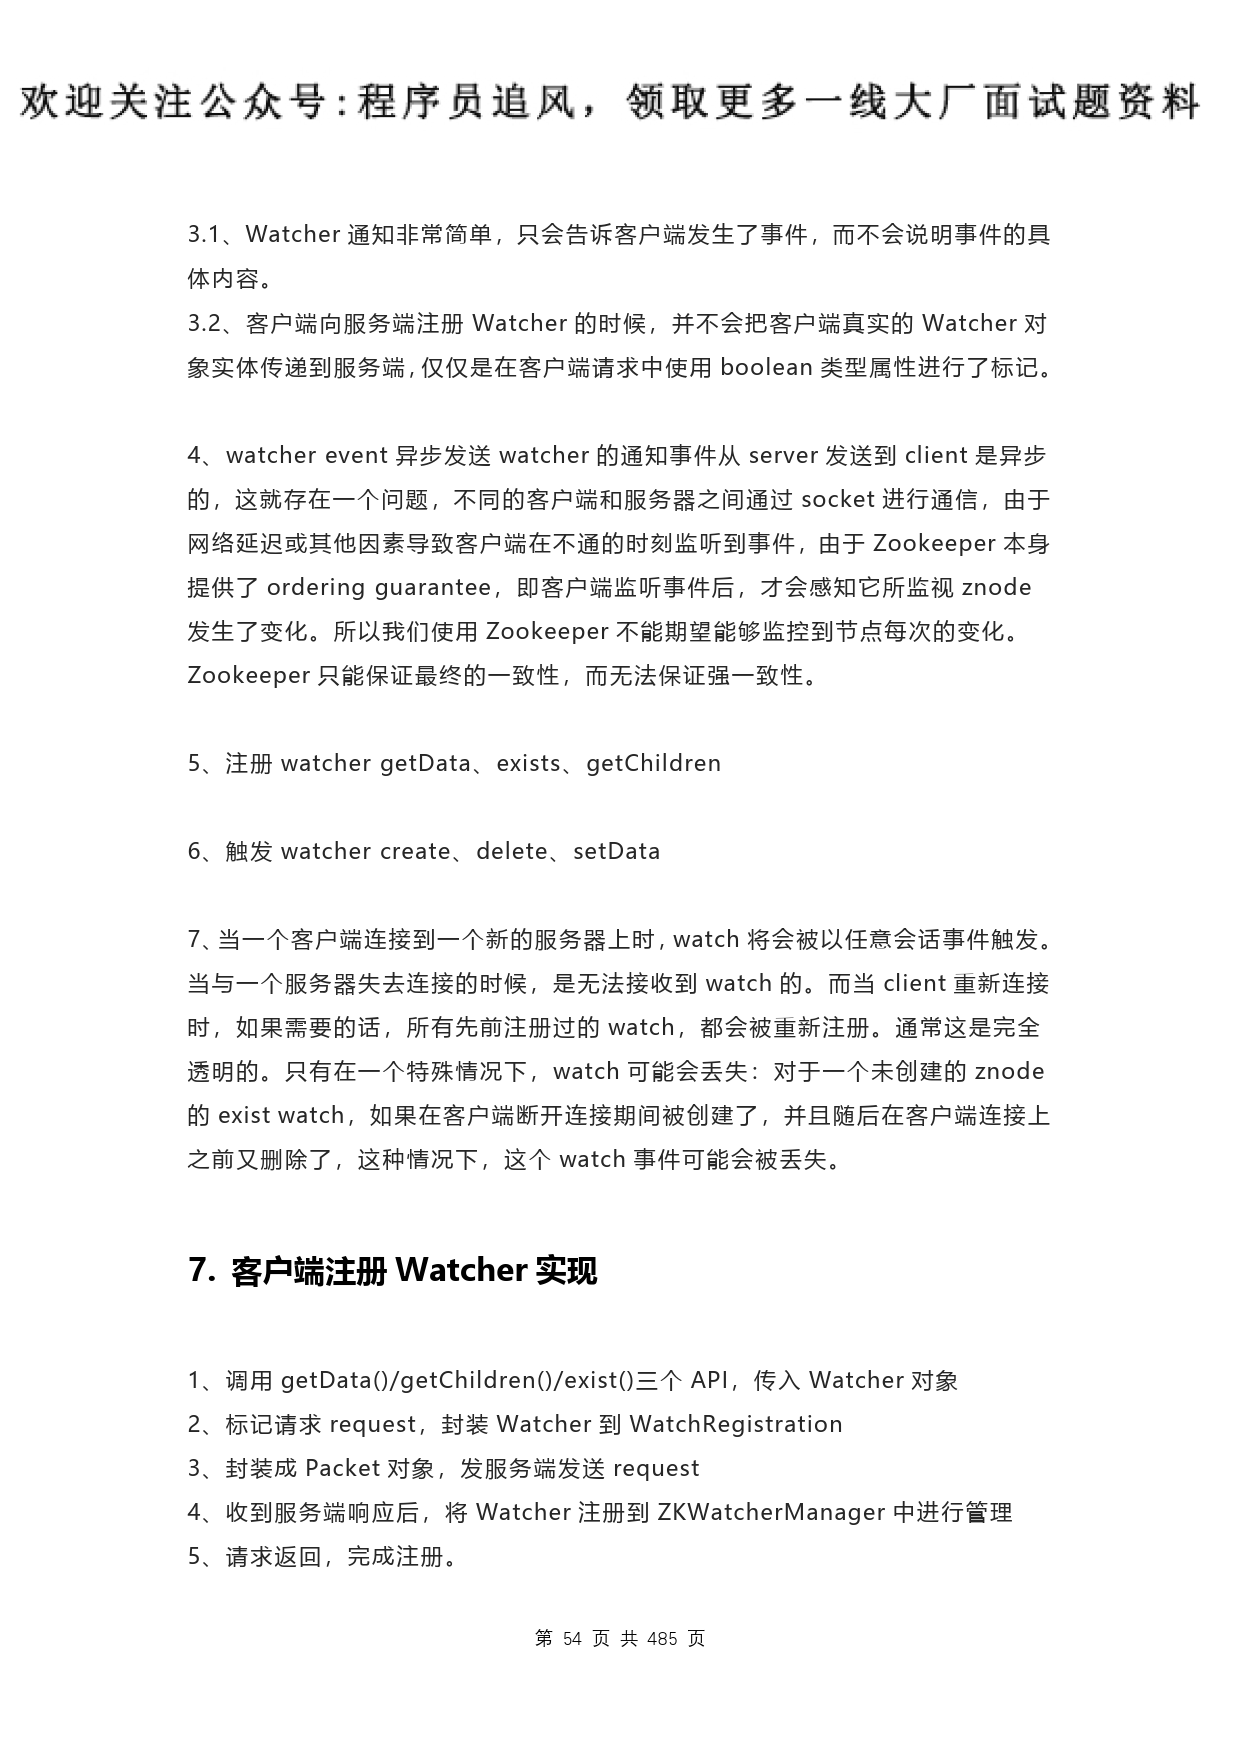 欢迎关注公众号:程序员追风，领取更多一线大厂面试题资料
3.1、Watcher 通知非常简单，只会告诉客户端发生了事件，而不会说明事件的具
体内容。
3.2、客户端向服务端注册 Watcher 的时候，并不会把客户端真实的 Watcher 对
象实体传递到服务端，仅仅是在客户端请求中使用 boolean 类型属性进行了标记。
4、watcher event 异步发送 watcher 的通知事件从 server 发送到 client 是异步
的，这就存在一个问题，不同的客户端和服务器之间通过 socket 进行通信，由于
网络延迟或其他因素导致客户端在不通的时刻监听到事件，由于 Zookeeper 本身
提供了 ordering guarantee，即客户端监听事件后，才会感知它所监视 znode
发生了变化。所以我们使用 Zookeeper 不能期望能够监控到节点每次的变化。
Zookeeper 只能保证最终的一致性，而无法保证强一致性。
5、注册 watcher getData、exists、getChildren
6、触发 watcher create、delete、setData
7、当一个客户端连接到一个新的服务器上时，watch 将会被以任意会话事件触发。
当与一个服务器失去连接的时候，是无法接收到 watch 的。而当 client 重新连接
时，如果需要的话，所有先前注册过的 watch，都会被重新注册。通常这是完全
透明的。只有在一个特殊情况下，watch 可能会丢失：对于一个未创建的 znode
的 exist watch，如果在客户端断开连接期间被创建了，并且随后在客户端连接上
之前又删除了，这种情况下，这个 watch 事件可能会被丢失。
7. 客户端注册 Watcher 实现
1、调用 getData()/getChildren()/exist()三个 API，传入 Watcher 对象
2、标记请求 request，封装 Watcher 到 WatchRegistration
3、封装成 Packet 对象，发服务端发送 request
4、收到服务端响应后，将 Watcher 注册到 ZKWatcherManager 中进行管理
5、请求返回，完成注册。
第 54 页 共 485 页